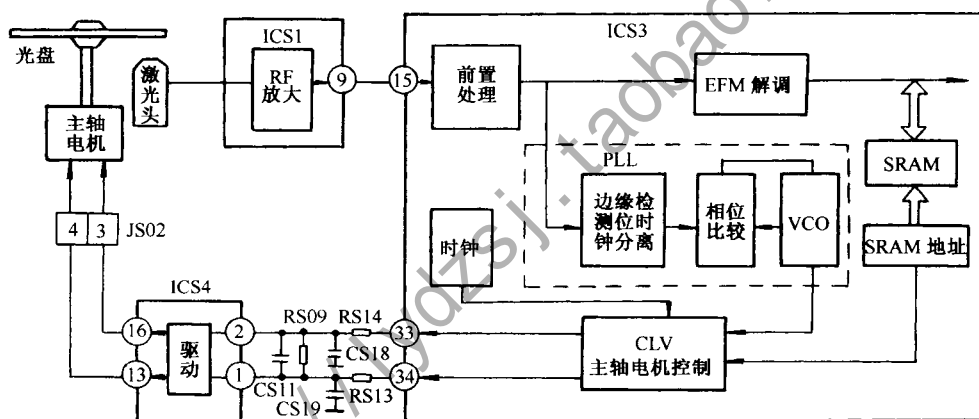 ICS3
ICS1
光盘
激光头
RF
放大
9
15
前置
处理
EFM 解调
主轴
电机
PLL
SRAM
边缘检
测位时
钟分离
相位
比较
VCO
4
3
JS02
时钟
SRAM 地址
ICS4
RS09
RS14
16
2
33
驱
动
CS18
CLV
主轴电机控制
13
1
CS11
RS13
34
CS19
//lydzsj.taobao.